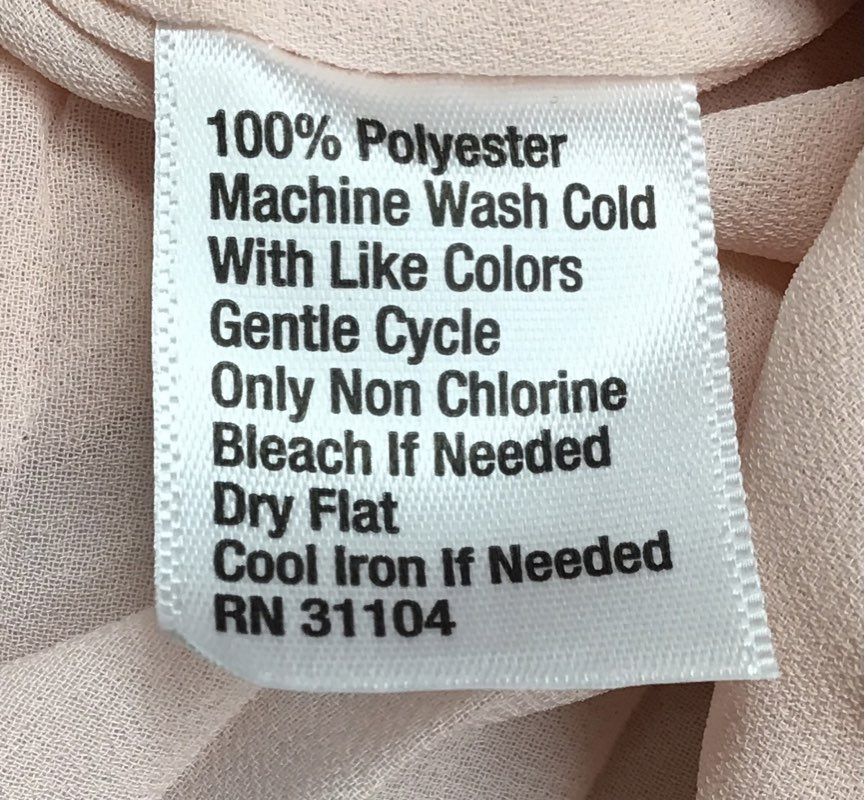 100% Polyester
Machine Wash Cold
With Like Colors
Gentle Cycle
Only Non Chlorine
Bleach If Needed
Dry Flat
Cool Iron If Needed
RN 31104